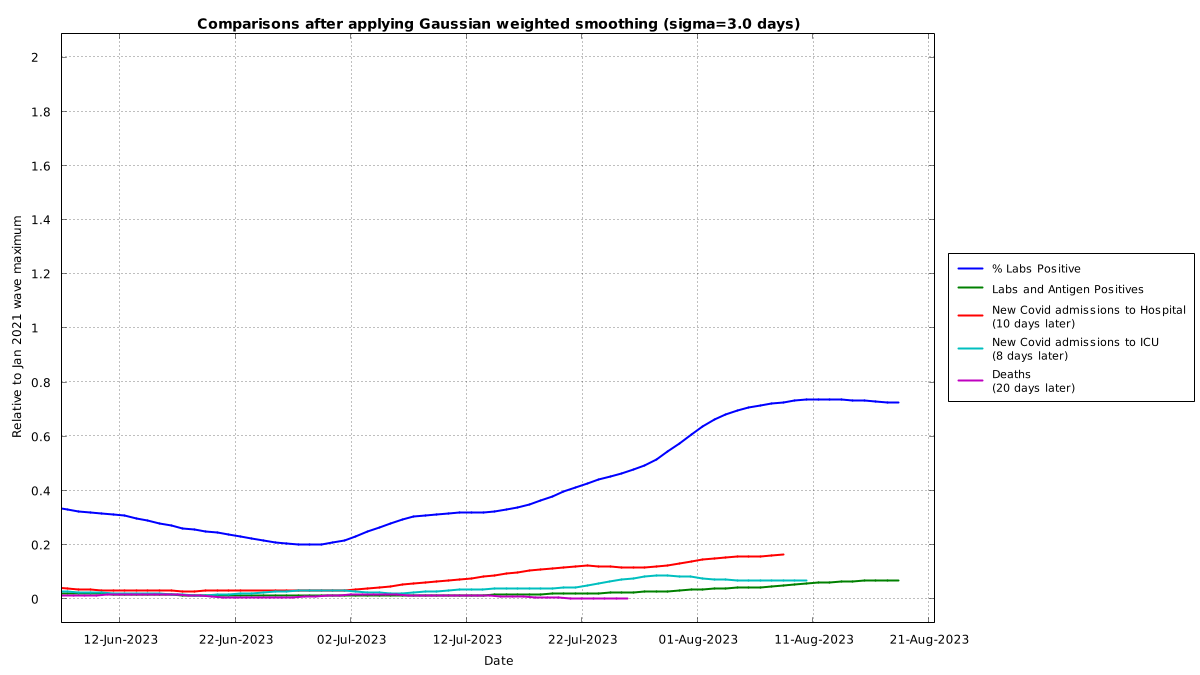 Comparisons after applying Gaussian weighted smoothing (sigma=3.0 days)
Relative to Jan 2021 wave maximum
2
1.8
1.6
1.4
1.2
1
0.8
0.6
0.4
0.2
0
12-Jun-2023
22-Jun-2023
02-Jul-2023
12-Jul-2023
22-Jul-2023
01-Aug-2023
11-Aug-2023
21-Aug-2023
Date
% Labs Positive
Labs and Antigen Positives
New Covid admissions to Hospital
(10 days later)
New Covid admissions to ICU
(8 days later)
Deaths
(20 days later)